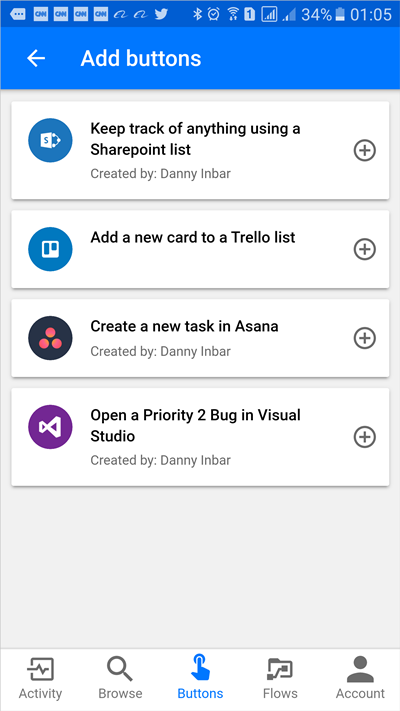 CNN CNN CNN CNN 1 34% 01:05
Add buttons
Keep track of anything using a
Sharepoint list
Created by: Danny Inbar
Add a new card to a Trello list
Create a new task in Asana
Created by: Danny Inbar
Open a Priority 2 Bug in Visual
Studio
Created by: Danny Inbar
Activity Browse Buttons Flows Account